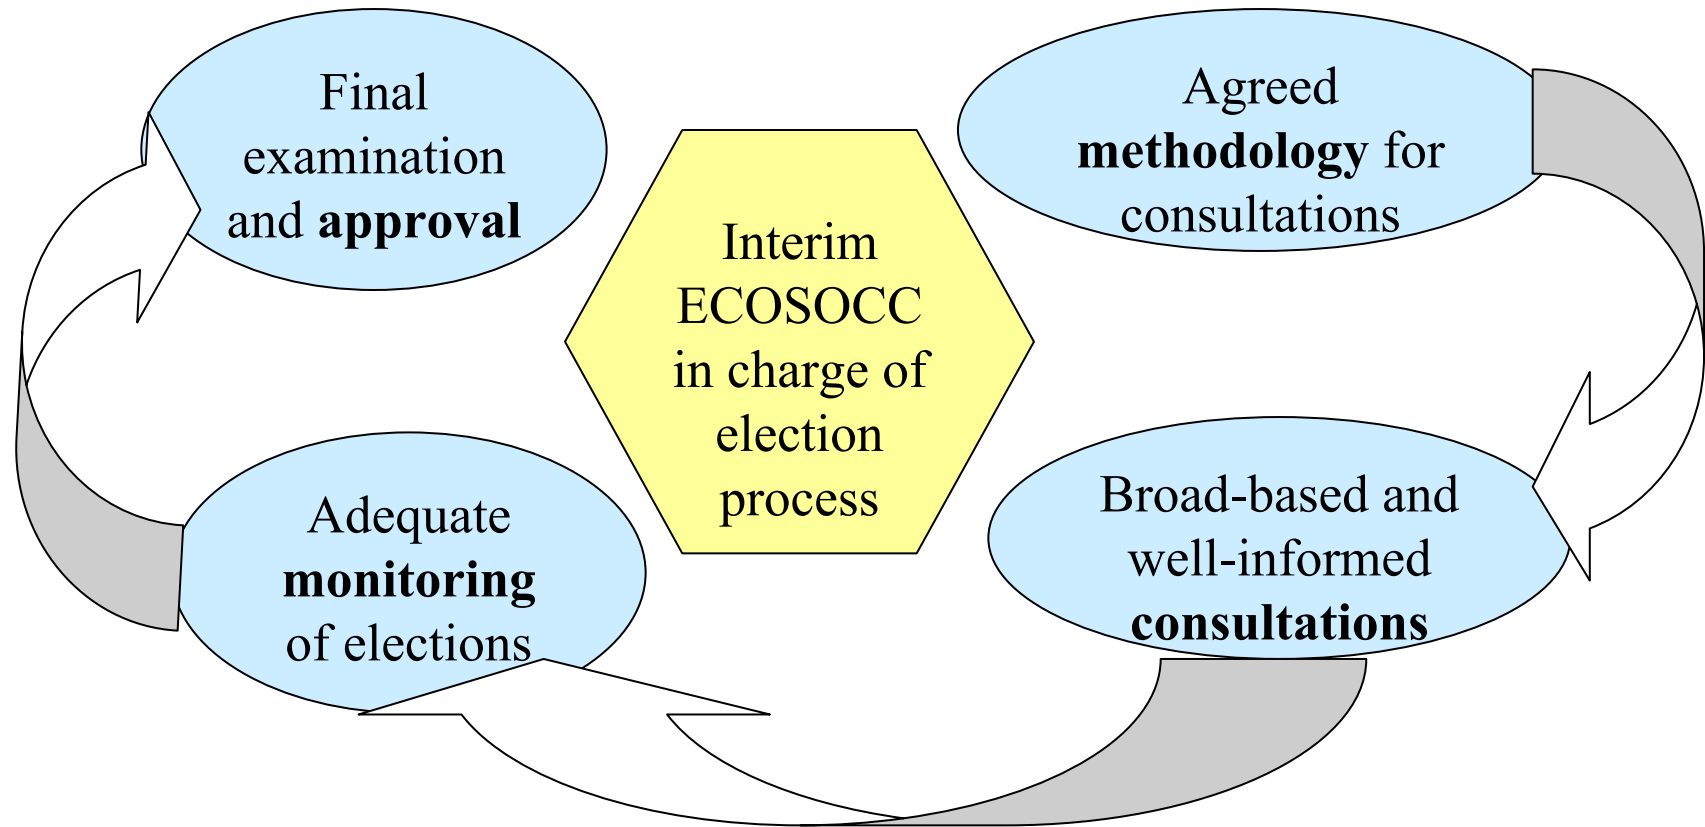 Final
examination
and approval
Interim
ECOSOCC
in charge of
election
process
Agreed
methodology for
consultations
Adequate
monitoring
of elections
Broad-based and
well-informed
consultations